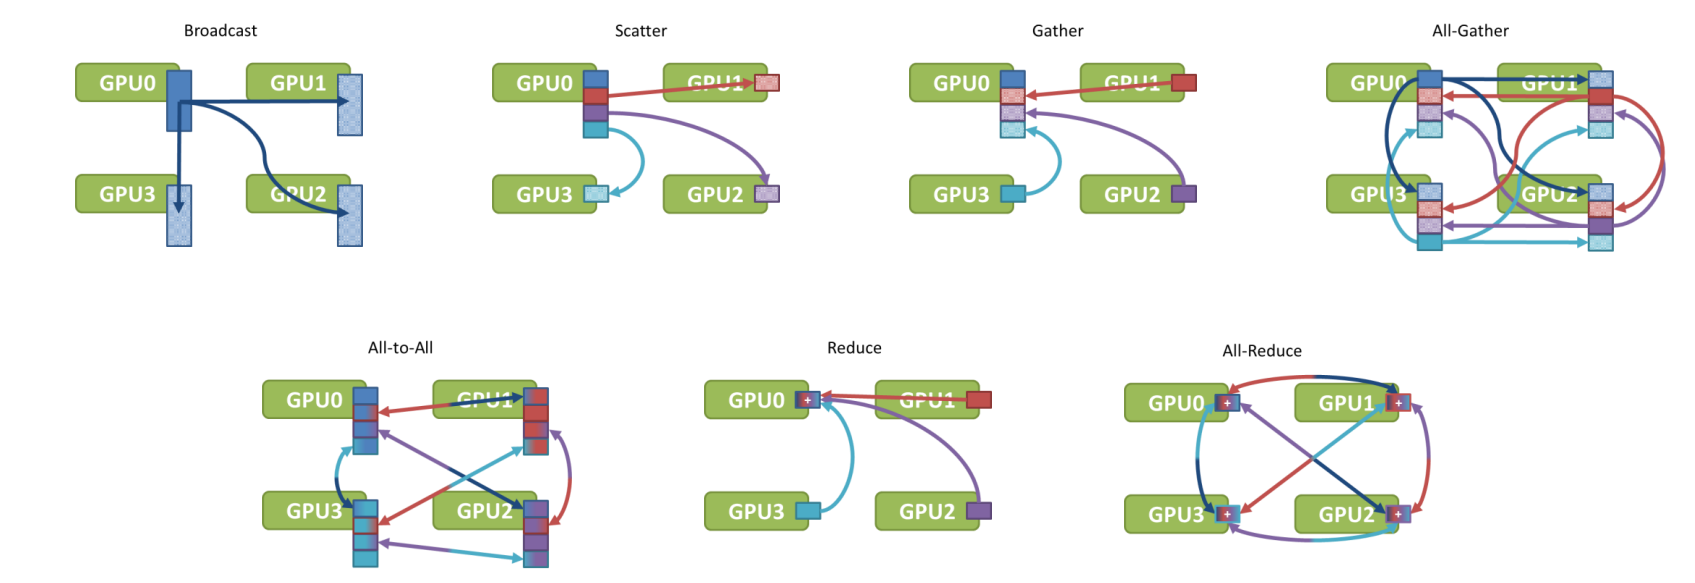 Broadcast
Scatter
Gather
All-Gather
GPU0 GPU1
GPU0 GPU1
GPU0 GPU1
GPU0 GPU1
GPU3 GPU2
GPU3 GPU2
GPU3 GPU2
GPU3 GPU2
All-to-All
Reduce
All-Reduce
GPU0 GPU1
GPU0 + GPU1
GPU0 + GPU1 +
GPU3 GPU2
GPU3 GPU2
GPU3 + GPU2 +